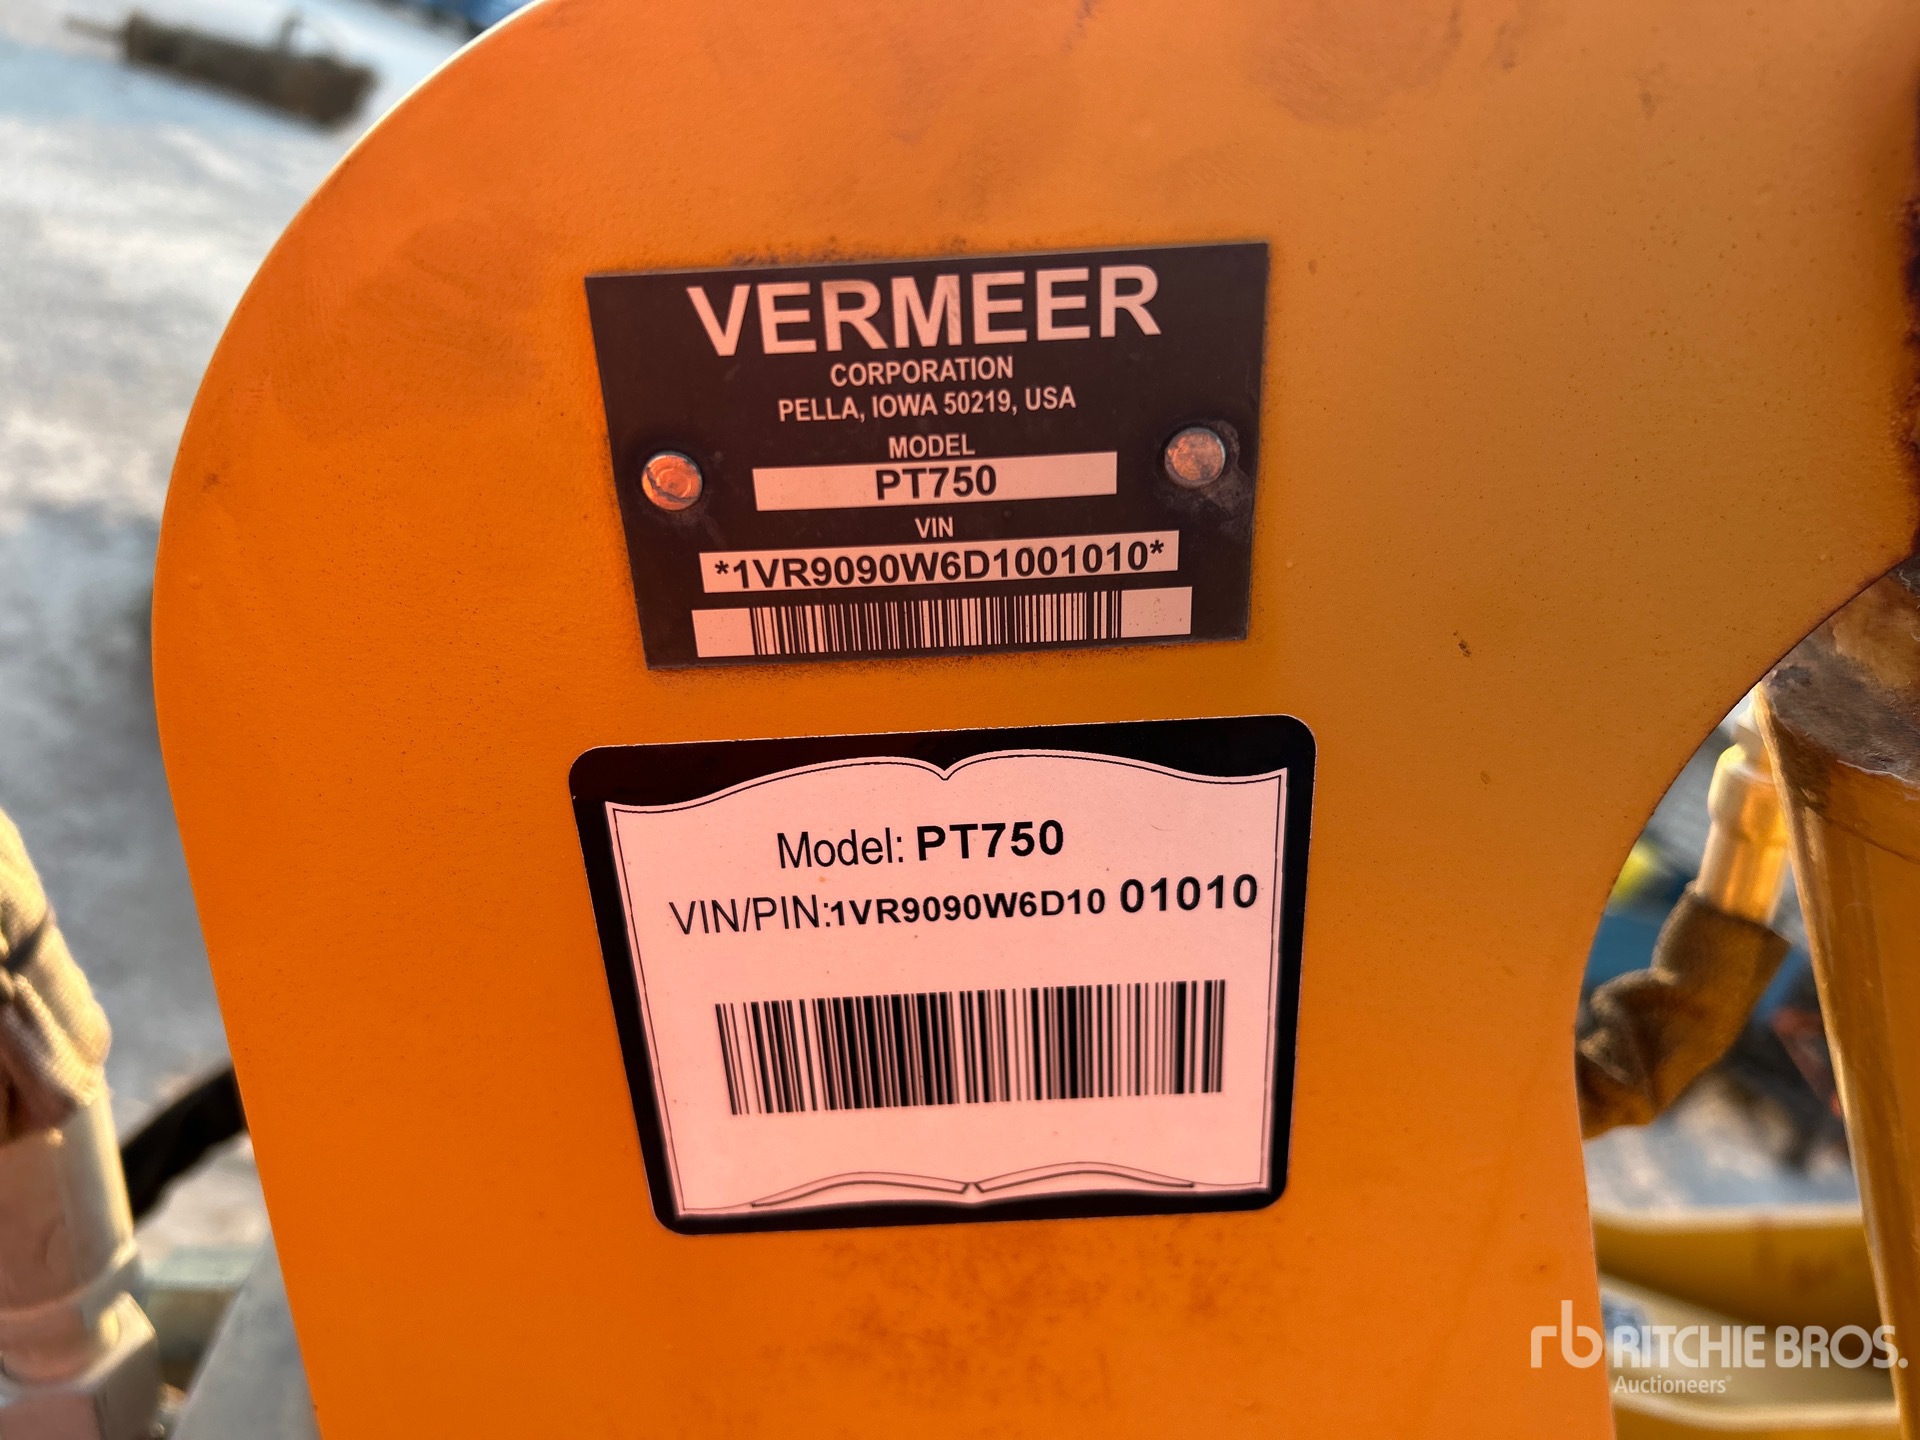 VERMEER
CORPORATION
PELLA, IOWA 50219, USA
MODEL
PT750
VIN
*1VR9090W6D1001010*
Model: PT750
VIN/PIN:1VR9090W6D10 01010
rb RITCHIE BROS.
Auctioneers